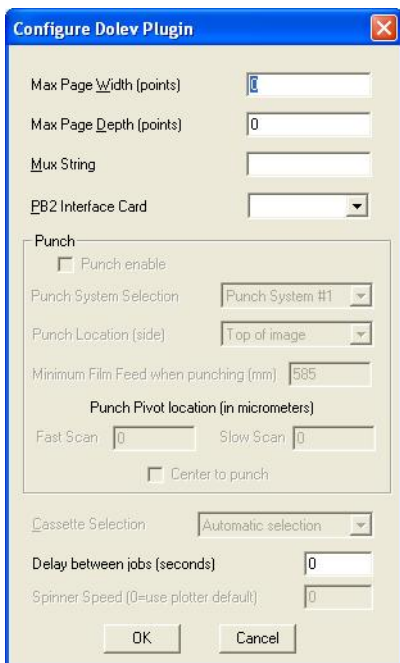 Configure Dolev Plugin
Max Page Width (points) 0
Max Page Depth (points) 0
Mux String
PB2 Interface Card
Punch
Punch enable
Punch System Selection Punch System #1
Punch Location (side) Top of image
Minimum Film Feed when punching (mm) 585
Punch Pivot location (in micrometers)
Fast Scan 0 Slow Scan 0
Center to punch
Cassette Selection Automatic selection
Delay between jobs (seconds) 0
Spinner Speed (0=use plotter default) 0
OK Cancel